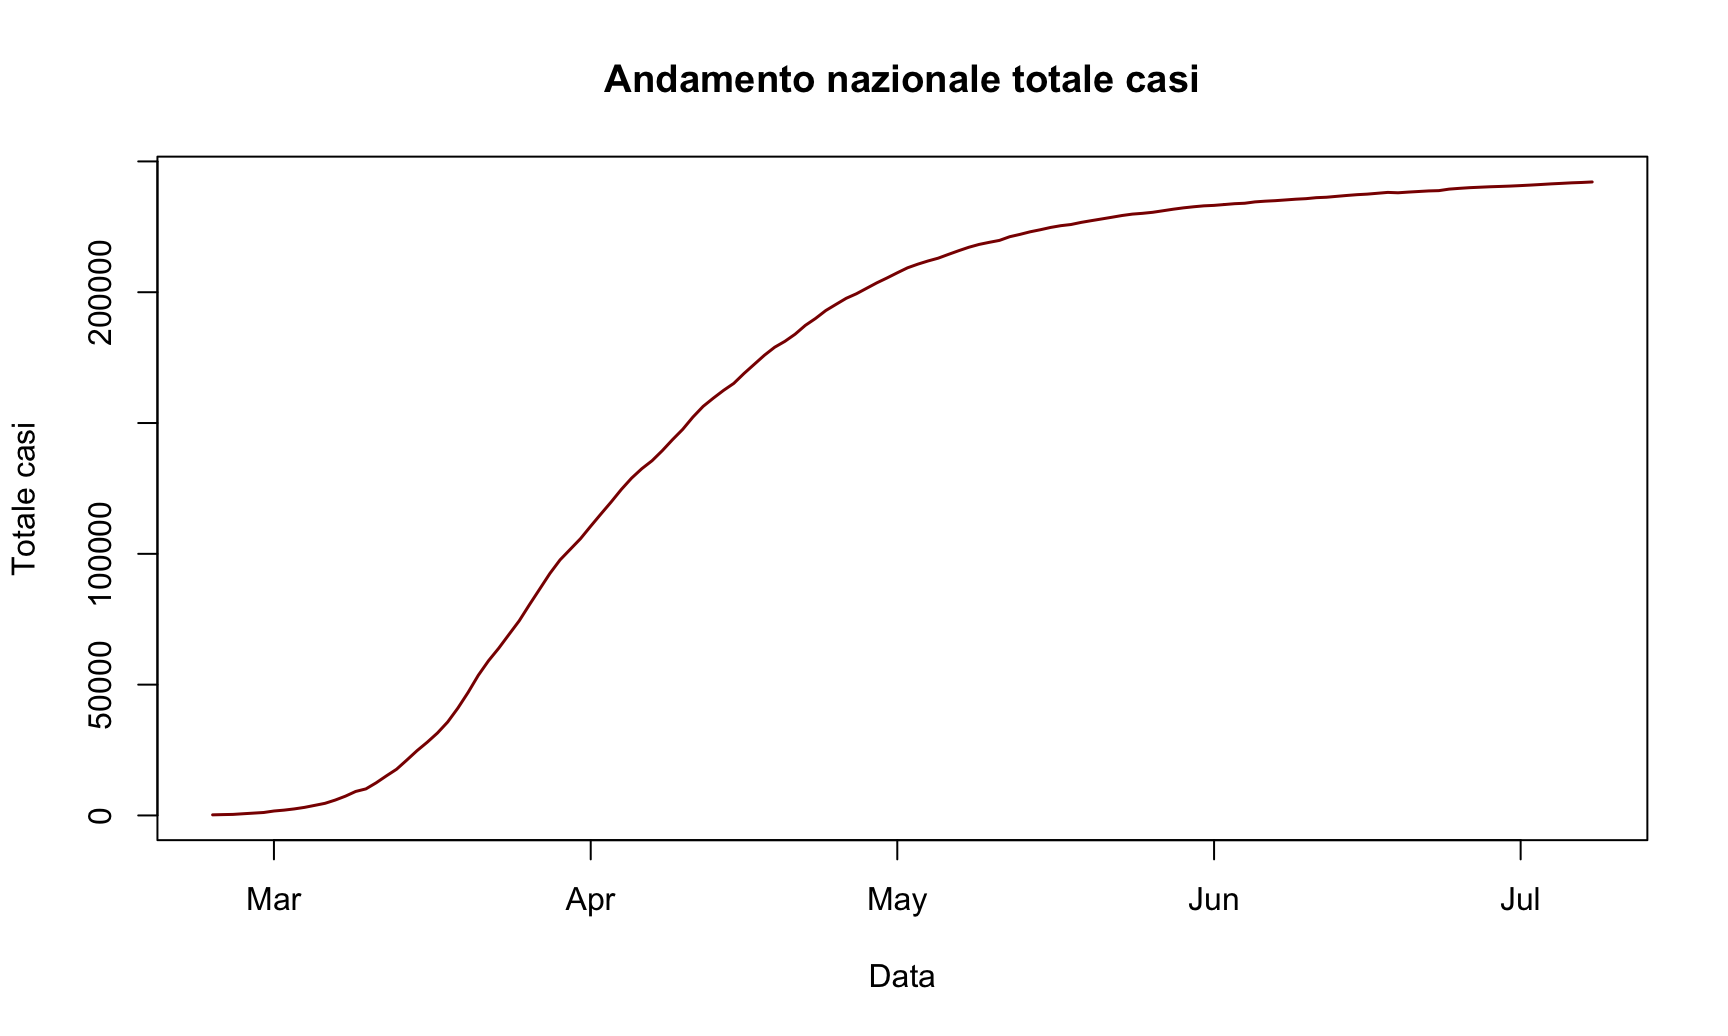 Andamento nazionale totale casi
Totale casi
200000
100000
50000
0
Mar Apr May Jun Jul
Data